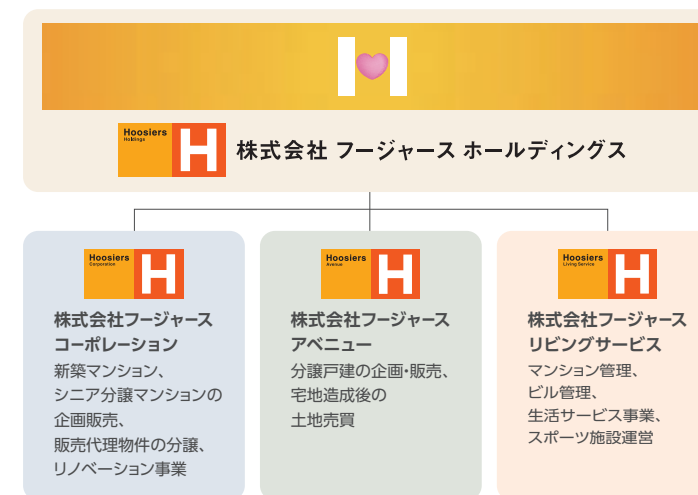 H
Hoosiers
Holdings
H
株式会社 フージャース ホールディングス
Hoosiers
Corporation
H
株式会社フージャース
コーポレーション
新築マンション、
シニア分譲マンションの
企画販売、
販売代理物件の分譲、
リノベーション事業
Hoosiers
Avenue
H
株式会社フージャース
アベニュー
分譲戸建の企画・販売、
宅地造成後の
土地売買
Hoosiers
Living Service
H
株式会社フージャース
リビングサービス
マンション管理、
ビル管理、
生活サービス事業、
スポーツ施設運営